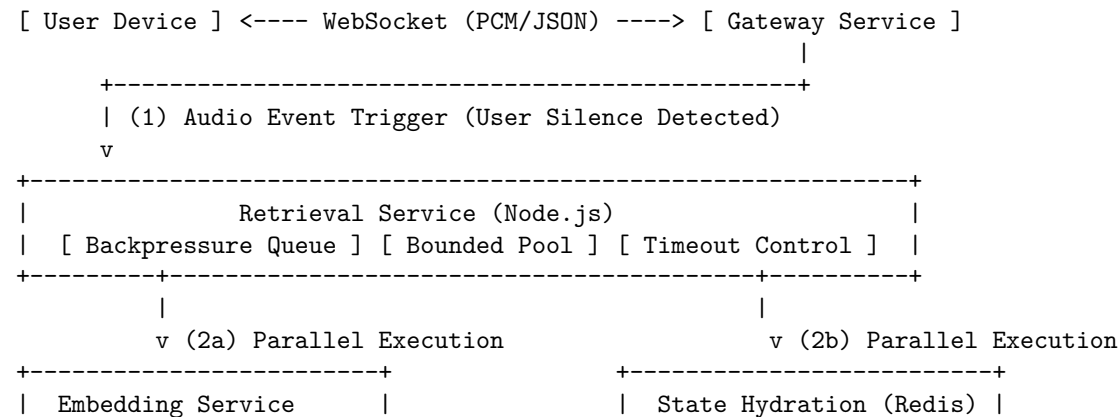 [ User Device ] <---- WebSocket (PCM/JSON) ----> [ Gateway Service ]
                                                        |
      +-------------------------------------------------+
      | (1) Audio Event Trigger (User Silence Detected)
      v
+---------------------------------------------------------------+
|               Retrieval Service (Node.js)                     |
|  [ Backpressure Queue ] [ Bounded Pool ] [ Timeout Control ]  |
+---------+------------------------------------------+----------+
          |                                          |
          v (2a) Parallel Execution                   v (2b) Parallel Execution
+-------------------------+                +--------------------------+
|  Embedding Service      |                |  State Hydration (Redis) |